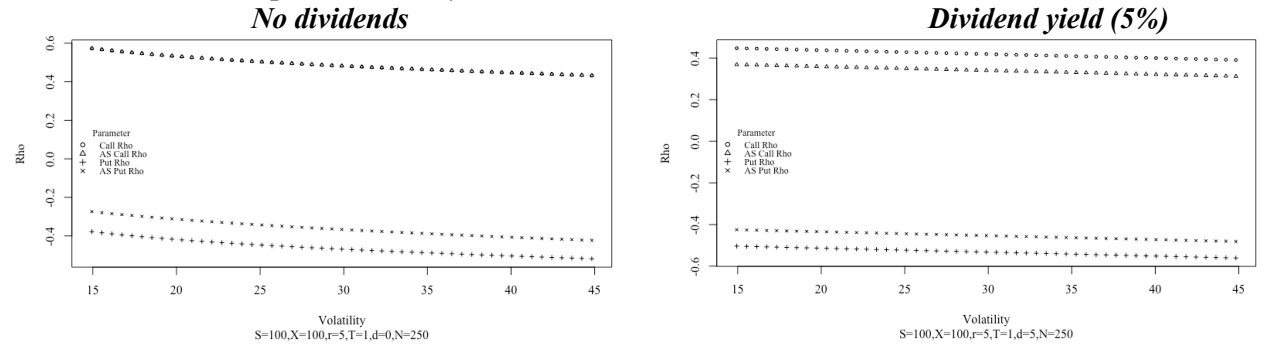 No dividends
0.6
0.4
0.2
0.0
-0.2
-0.4
Rho
Parameter
Call Rho
AS Call Rho
Put Rho
AS Put Rho
15 20 25 30 35 40 45
Volatility
S=100,X=100,r=5,T=1,d=0,N=250
Dividend yield (5%)
0.4
0.2
0.0
-0.2
-0.4
-0.6
Rho
Parameter
Call Rho
AS Call Rho
Put Rho
AS Put Rho
15 20 25 30 35 40 45
Volatility
S=100,X=100,r=5,T=1,d=5,N=250